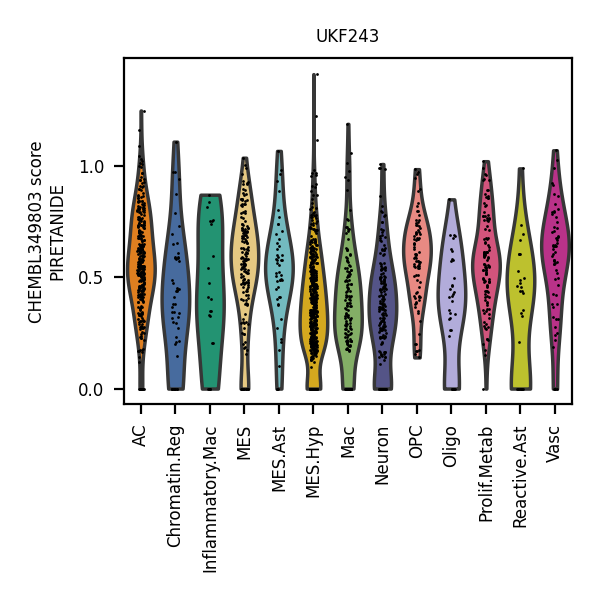 UKF243
CHEMBL349803 score
PIRETANIDE
1.0
0.5
0.0
AC
Chromatin.Reg
Inflammatory.Mac
MES
MES.Ast
MES.Hyp
Mac
Neuron
OPC
Oligo
Prolif.Metab
Reactive.Ast
Vasc